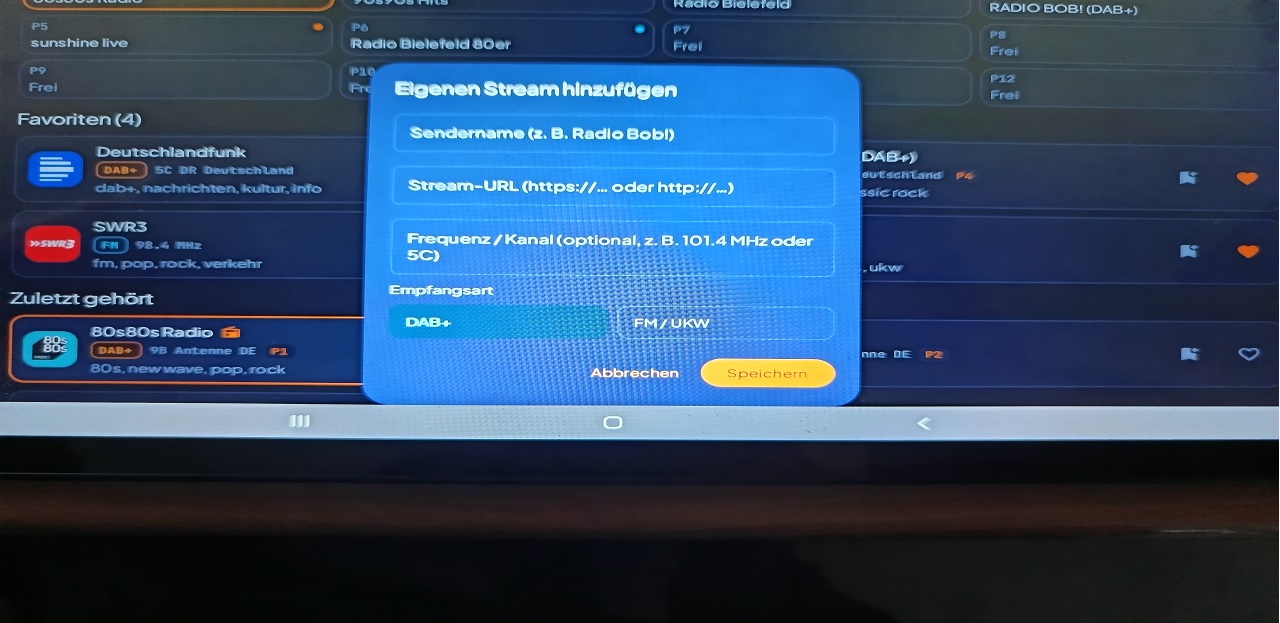 P5
sunshine live
P6
Radio Bielefeld 80er
Radio Bielefeld
P7
Frei
RADIO BOB! (DAB+)
P8
Frei
P9
Frei
P10
P12
Frei
Eigenen Stream hinzufügen
Sendername (z. B. Radio Bob!)
Stream-URL (https://… oder http://…)
Frequenz / Kanal (optional, z. B. 101.4 MHz oder
5C)
Empfangsart
DAB+
FM / UKW
Abbrechen
Speichern
Favoriten (4)
Deutschlandfunk
DAB+ 5C DR Deutschland
dab+, nachrichten, kultur, info
DAB+)
P4
ssic rock
SWR3
FM 98.4 MHz
fm, pop, rock, verkehr
, ukw
Zuletzt gehört
80s80s Radio
DAB+ 9B Antenne DE P1
80s, new wave, pop, rock
nne DE P2